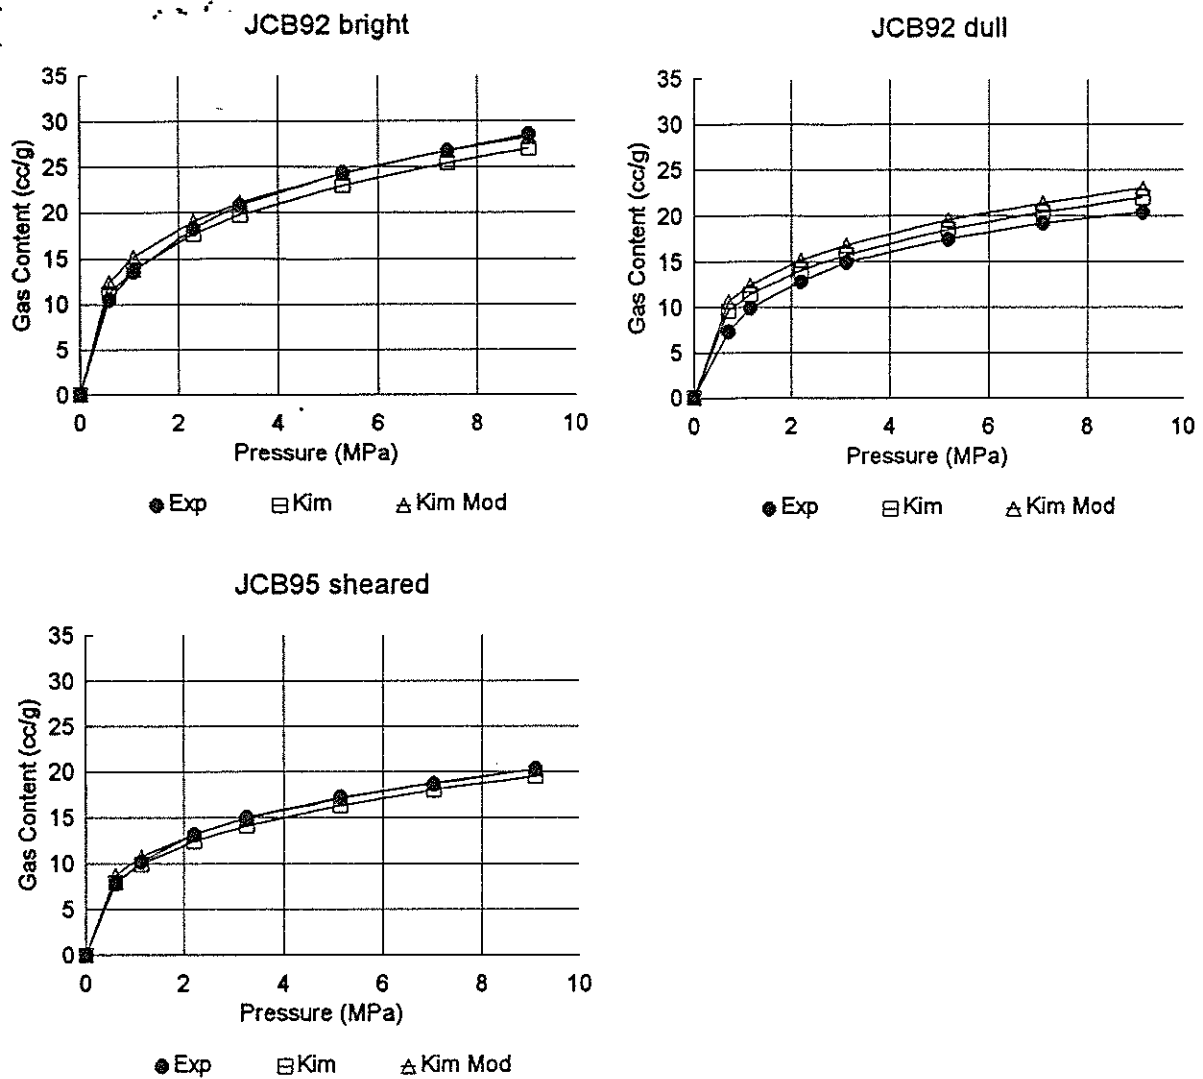 JCB92 bright
35
30
25
20
15
10
5
0
Gas Content (cc/g)
0 2 4 6 8 10
Pressure (MPa)
Exp Kim Kim Mod
JCB92 dull
35
30
25
20
15
10
5
0
Gas Content (cc/g)
0 2 4 6 8 10
Pressure (MPa)
Exp Kim Kim Mod
JCB95 sheared
35
30
25
20
15
10
5
0
Gas Content (cc/g)
0 2 4 6 8 10
Pressure (MPa)
Exp Kim Kim Mod